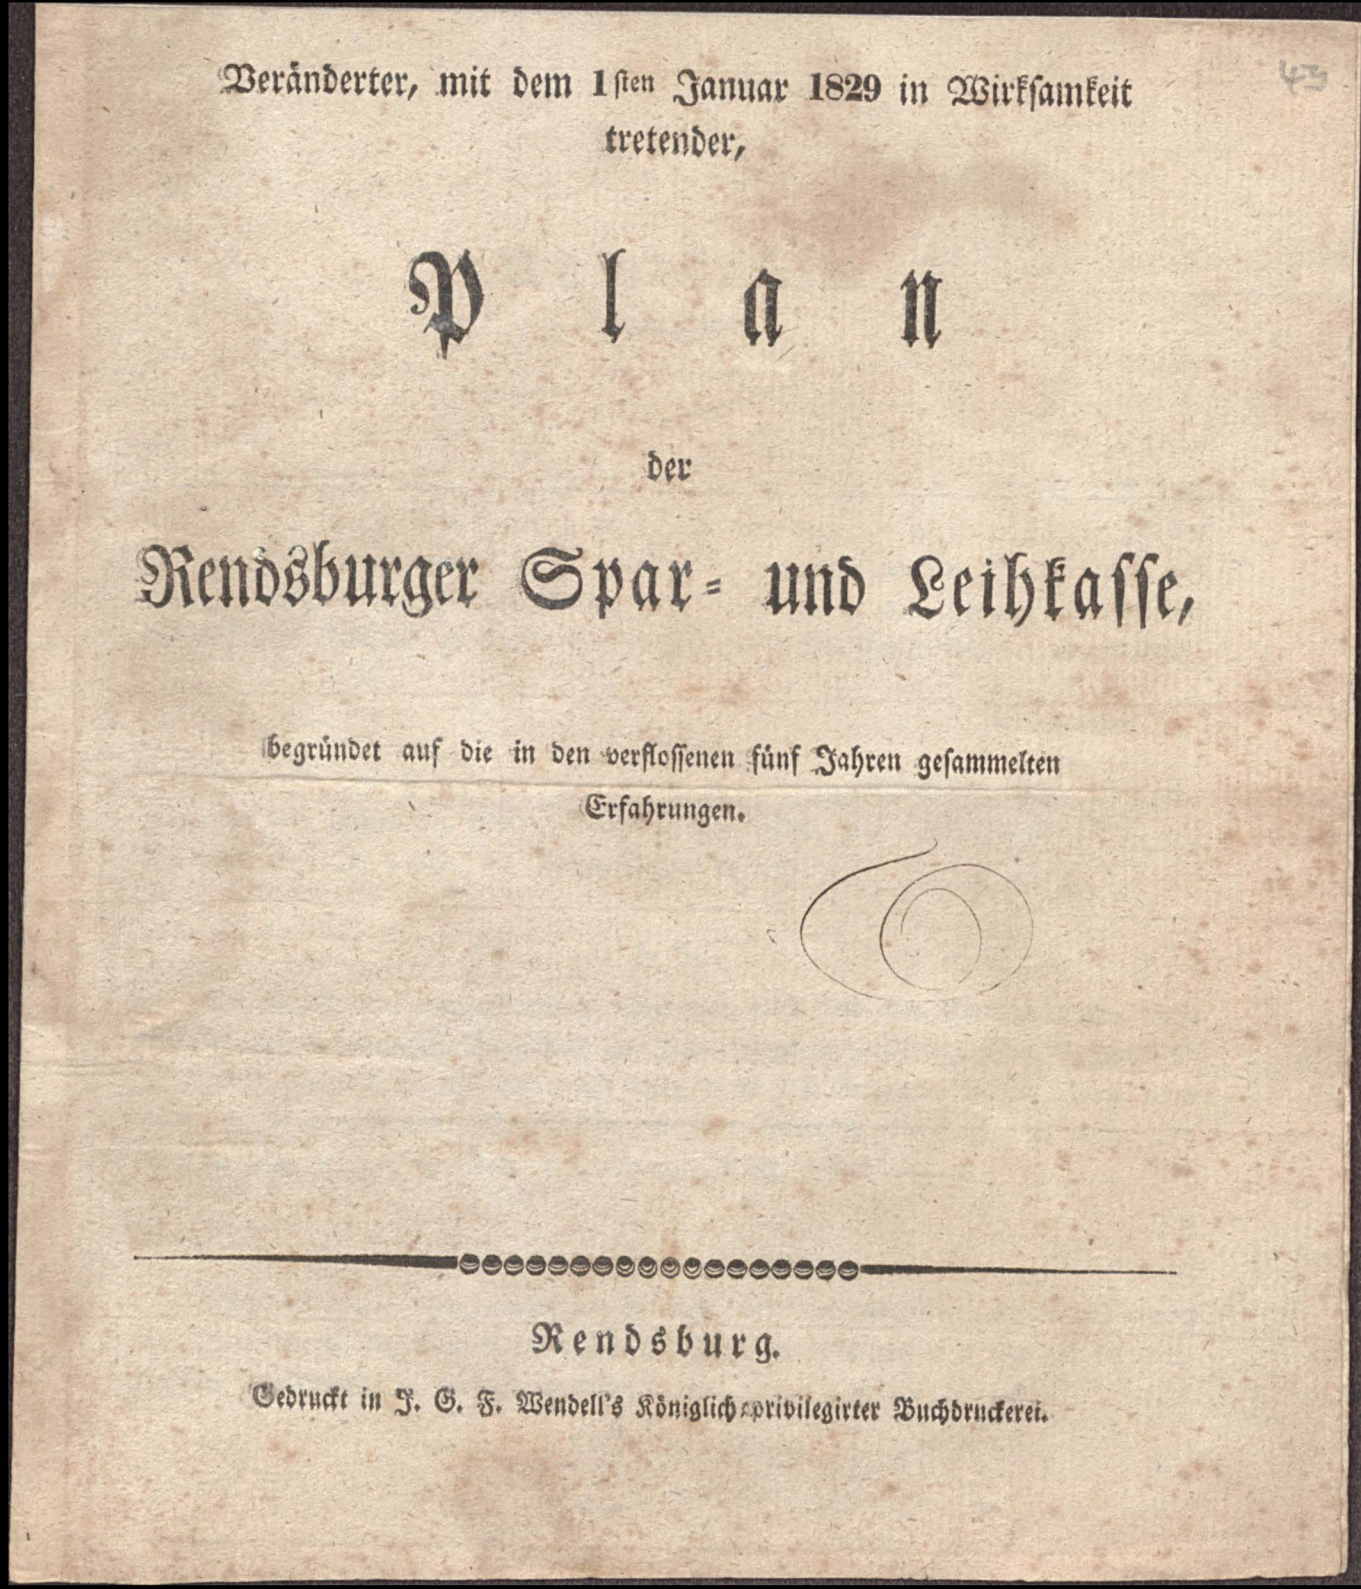 43
Veränderter, mit dem 1sten Januar 1829 in Wirksamkeit
tretender,
Plan
der
Rendsburger Spar- und Leihkasse,
begründet auf die in den verflossenen fünf Jahren gesammelten
Erfahrungen.
Rendsburg.
Gedruckt in J. G. F. Wendell's Königlich-privilegirter Buchdruckerei.